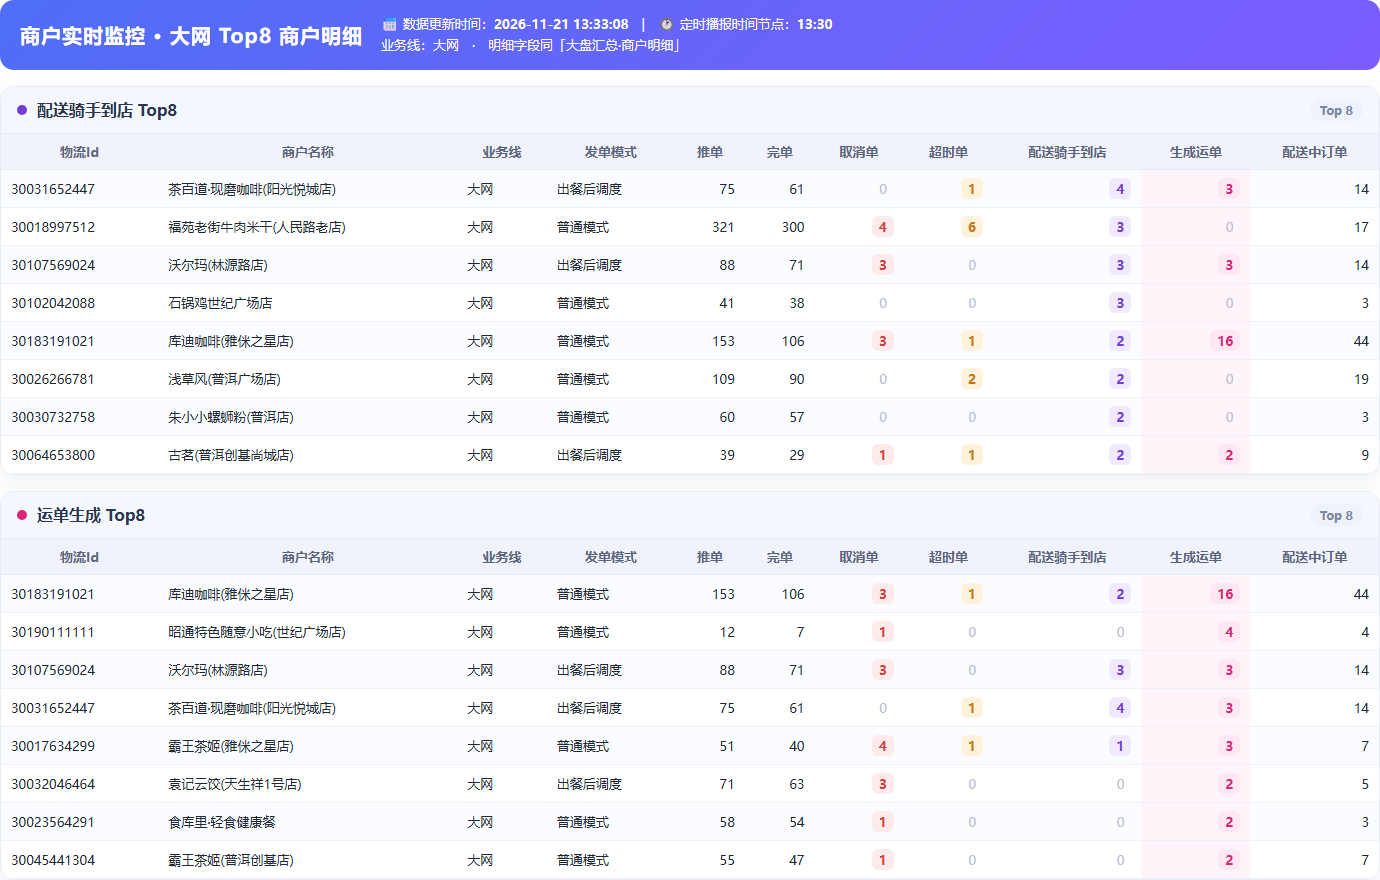 商户实时监控 • 大网 Top8 商户明细
数据更新时间：2026-11-21 13:33:08 | 定时播报时间节点：13:30
业务线：大网 · 明细字段同「大盘汇总·商户明细」
配送骑手到店 Top8 Top 8
物流Id 商户名称 业务线 发单模式 推单 完单 取消单 超时单 配送骑手到店 生成运单 配送中订单
30031652447 茶百道·现磨咖啡(阳光悦城店) 大网 出餐后调度 75 61 0 1 4 3 14
30018997512 福苑老街牛肉米干(人民路老店) 大网 普通模式 321 300 4 6 3 0 17
30107569024 沃尔玛(林源路店) 大网 出餐后调度 88 71 3 0 3 3 14
30102042088 石锅鸡世纪广场店 大网 普通模式 41 38 0 0 3 0 3
30183191021 库迪咖啡(雅侎之星店) 大网 普通模式 153 106 3 1 2 16 44
30026266781 浅草风(普洱广场店) 大网 普通模式 109 90 0 2 2 0 19
30030732758 朱小小螺蛳粉(普洱店) 大网 普通模式 60 57 0 0 2 0 3
30064653800 古茗(普洱创基尚城店) 大网 出餐后调度 39 29 1 1 2 2 9
运单生成 Top8 Top 8
物流Id 商户名称 业务线 发单模式 推单 完单 取消单 超时单 配送骑手到店 生成运单 配送中订单
30183191021 库迪咖啡(雅侎之星店) 大网 普通模式 153 106 3 1 2 16 44
30190111111 昭通特色随意小吃(世纪广场店) 大网 普通模式 12 7 1 0 0 4 4
30107569024 沃尔玛(林源路店) 大网 出餐后调度 88 71 3 0 3 3 14
30031652447 茶百道·现磨咖啡(阳光悦城店) 大网 出餐后调度 75 61 0 1 4 3 14
30017634299 霸王茶姬(雅侎之星店) 大网 普通模式 51 40 4 1 1 3 7
30032046464 袁记云饺(天生祥1号店) 大网 出餐后调度 71 63 3 0 0 2 5
30023564291 食库里·轻食健康餐 大网 普通模式 58 54 1 0 0 2 3
30045441304 霸王茶姬(普洱创基店) 大网 普通模式 55 47 1 0 0 2 7